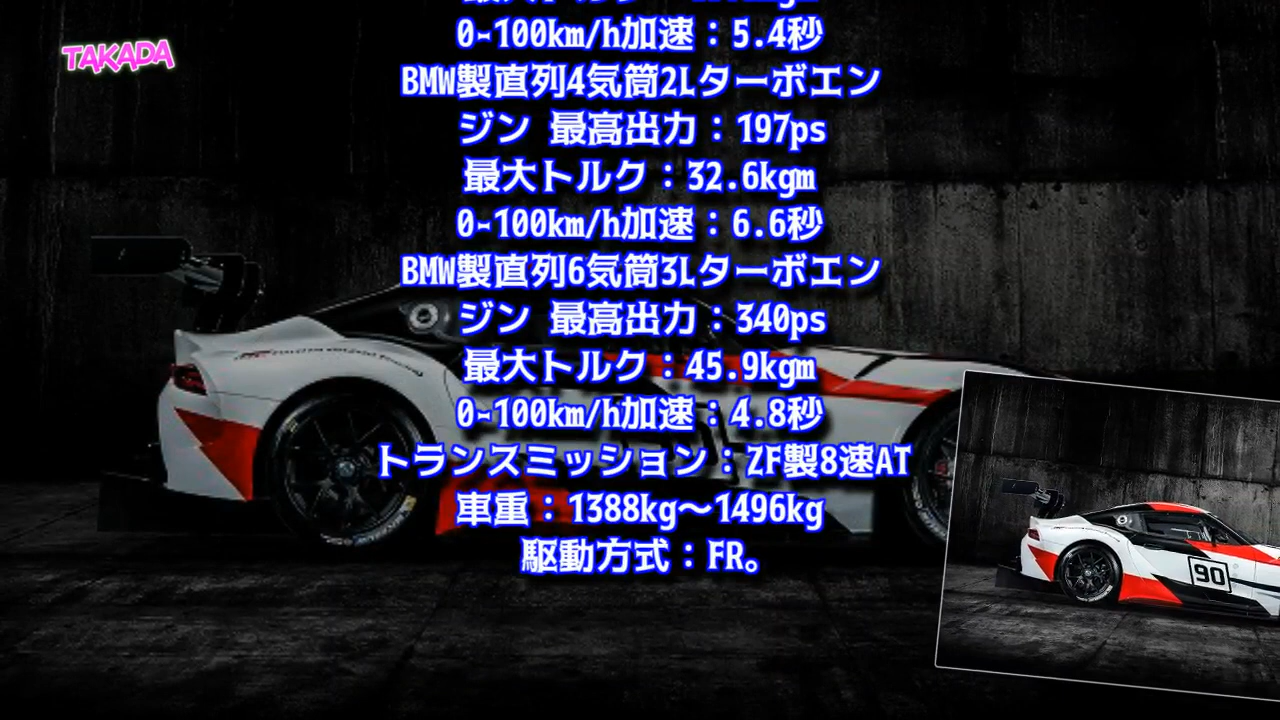 TAKADA
0-100km/h加速：5.4秒
BMW製直列4気筒2Lターボエン
ジン 最高出力：197ps
最大トルク：32.6kgm
0-100km/h加速：6.6秒
BMW製直列6気筒3Lターボエン
ジン 最高出力：340ps
最大トルク：45.9kgm
0-100km/h加速：4.8秒
トランスミッション：ZF製8速AT
車重：1388kg～1496kg
駆動方式：FR。
90